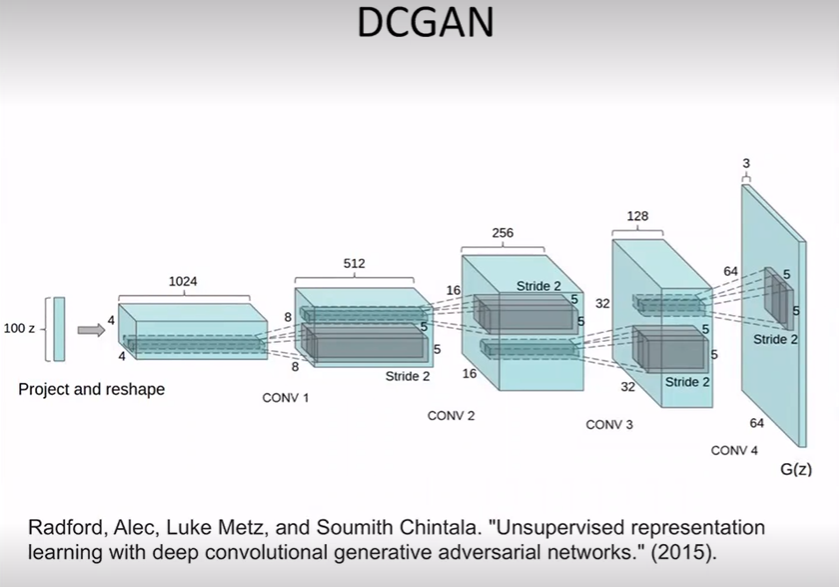 DCGAN
3
128
256
512
1024
64
16
Stride 2
5
5
32
8
5
5
100 z
4
5
5
4
5
Stride 2
8
16
Stride 2
32
Stride 2
Project and reshape
CONV 1
CONV 2
CONV 3
64
CONV 4
G(z)
Radford, Alec, Luke Metz, and Soumith Chintala. "Unsupervised representation
learning with deep convolutional generative adversarial networks." (2015).